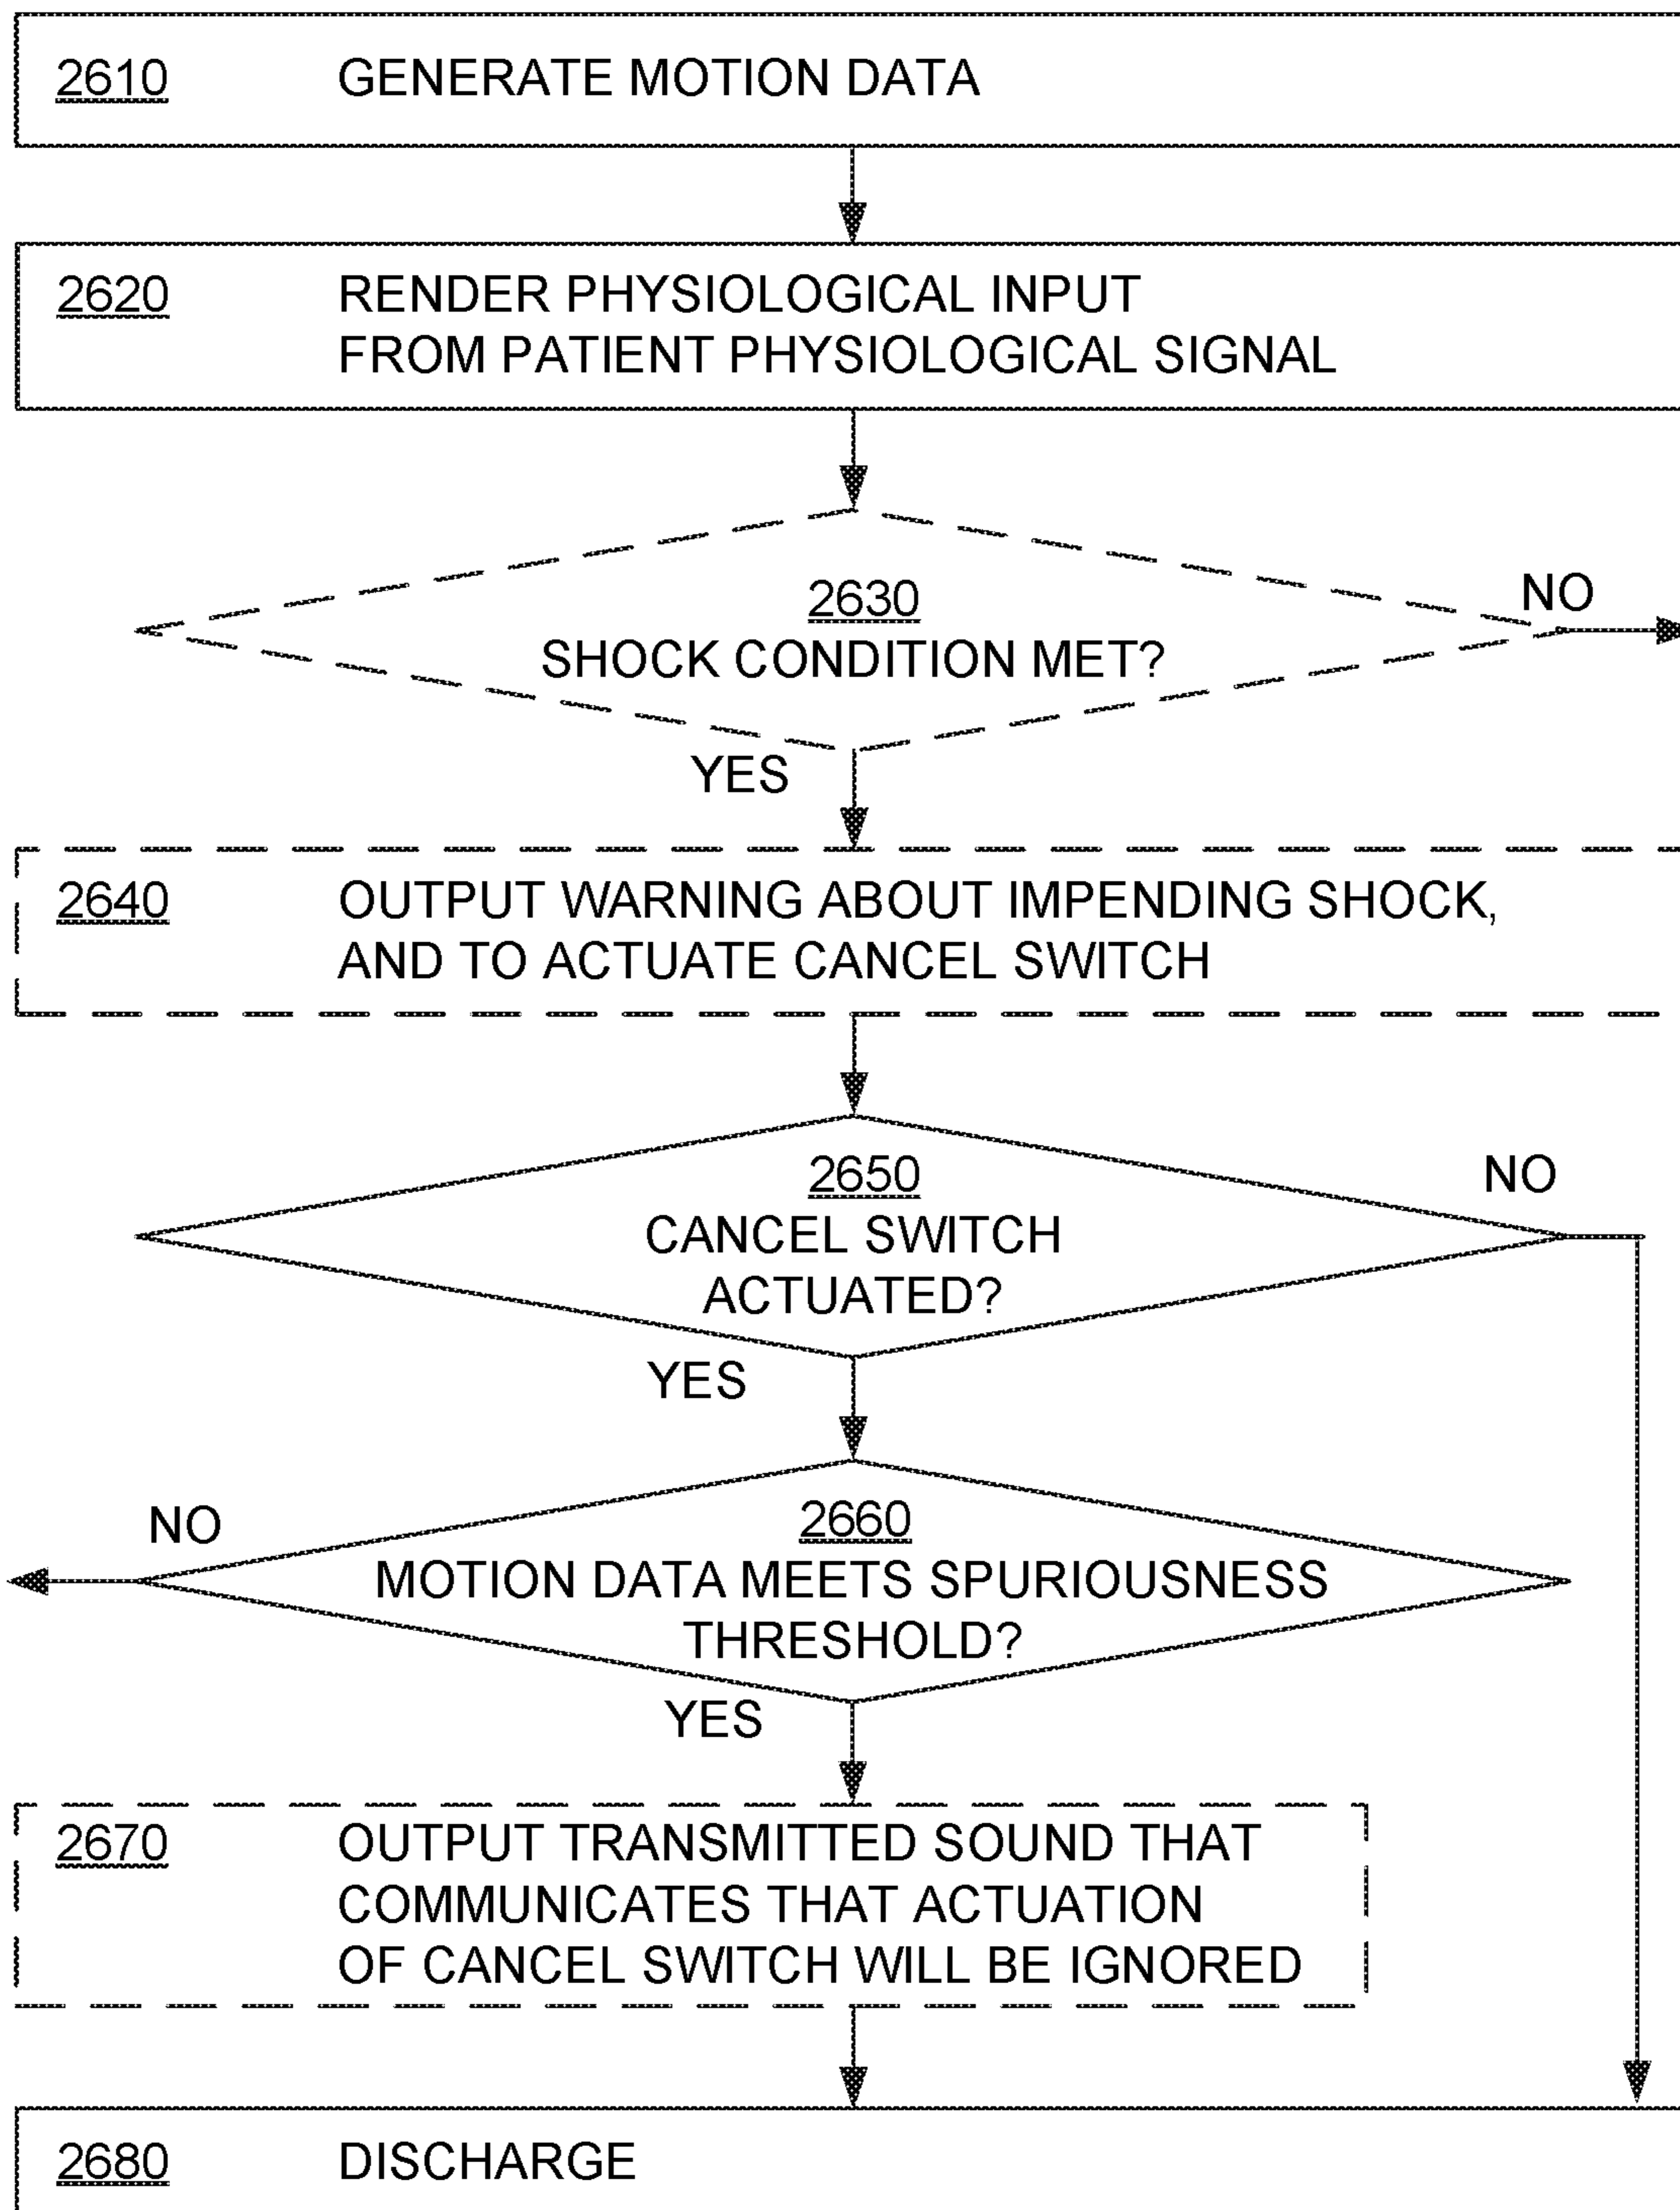 2610 GENERATE MOTION DATA
2620 RENDER PHYSIOLOGICAL INPUT
FROM PATIENT PHYSIOLOGICAL SIGNAL
2630
NO
SHOCK CONDITION MET?
YES
2640 OUTPUT WARNING ABOUT IMPENDING SHOCK,
AND TO ACTUATE CANCEL SWITCH
2650
NO
CANCEL SWITCH
ACTUATED?
YES
2660
NO
MOTION DATA MEETS SPURIOUSNESS
THRESHOLD?
YES
2670 OUTPUT TRANSMITTED SOUND THAT
COMMUNICATES THAT ACTUATION
OF CANCEL SWITCH WILL BE IGNORED
2680 DISCHARGE